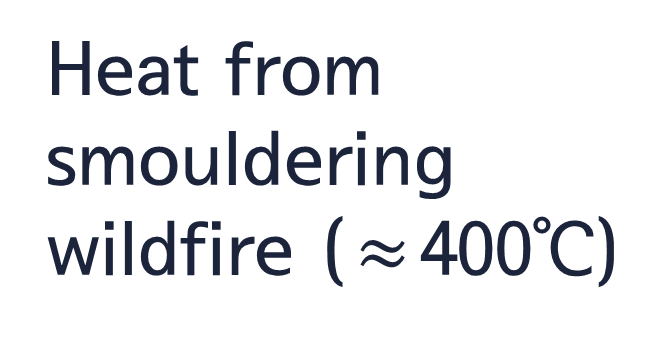 Heat from
smouldering
wildfire (≈400℃)